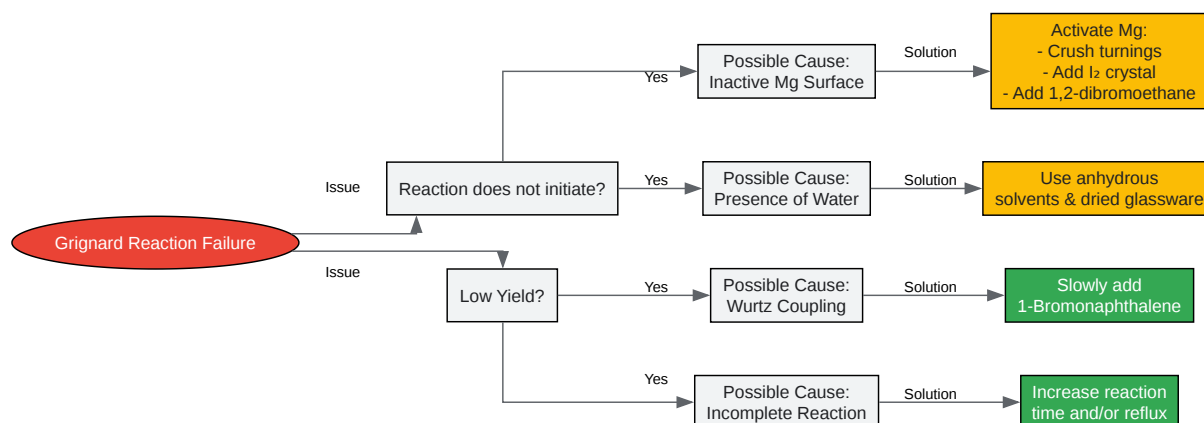 Grignard Reaction Failure
Issue
Reaction does not initiate?
Yes
Possible Cause:
Inactive Mg Surface
Solution
Activate Mg:
- Crush turnings
- Add I₂ crystal
- Add 1,2-dibromoethane
Yes
Possible Cause:
Presence of Water
Solution
Use anhydrous
solvents & dried glassware
Issue
Low Yield?
Yes
Possible Cause:
Wurtz Coupling
Solution
Slowly add
1-Bromonaphthalene
Yes
Possible Cause:
Incomplete Reaction
Solution
Increase reaction
time and/or reflux